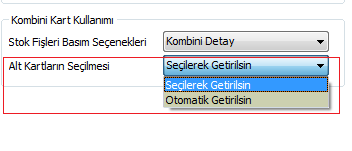 Kombini Kart Kullanımı
Stok Fişleri Basım Seçenekleri Kombini Detay
Alt Kartların Seçilmesi Seçilerek Getirilsin
Seçilerek Getirilsin
Otomatik Getirilsin